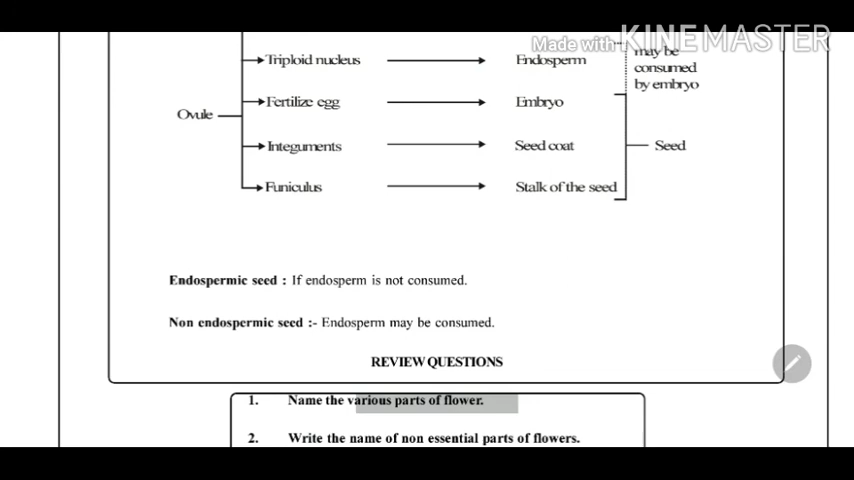 Made with KINEMASTER
may be
Triploid nucleus Endosperm consumed
by embryo
Fertilize egg Embryo
Ovule
Integuments Seed coat Seed
Funiculus Stalk of the seed
Endospermic seed : If endosperm is not consumed.
Non endospermic seed :- Endosperm may be consumed.
REVIEW QUESTIONS
1. Name the various parts of flower.
2. Write the name of non essential parts of flowers.